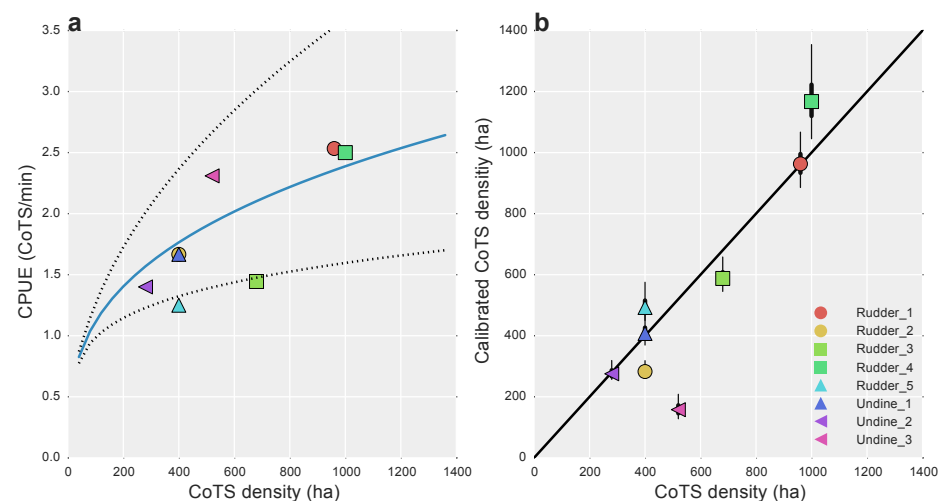 a
3.5
3.0
2.5
2.0
1.5
1.0
0.5
0.0
CPUE (CoTS/min)
0 200 400 600 800 1000 1200 1400
CoTS density (ha)
b
1400
1200
1000
800
600
400
200
0
Calibrated CoTS densitiy (ha)
0 200 400 600 800 1000 1200 1400
CoTS density (ha)
Rudder_1
Rudder_2
Rudder_3
Rudder_4
Rudder_5
Undine_1
Undine_2
Undine_3